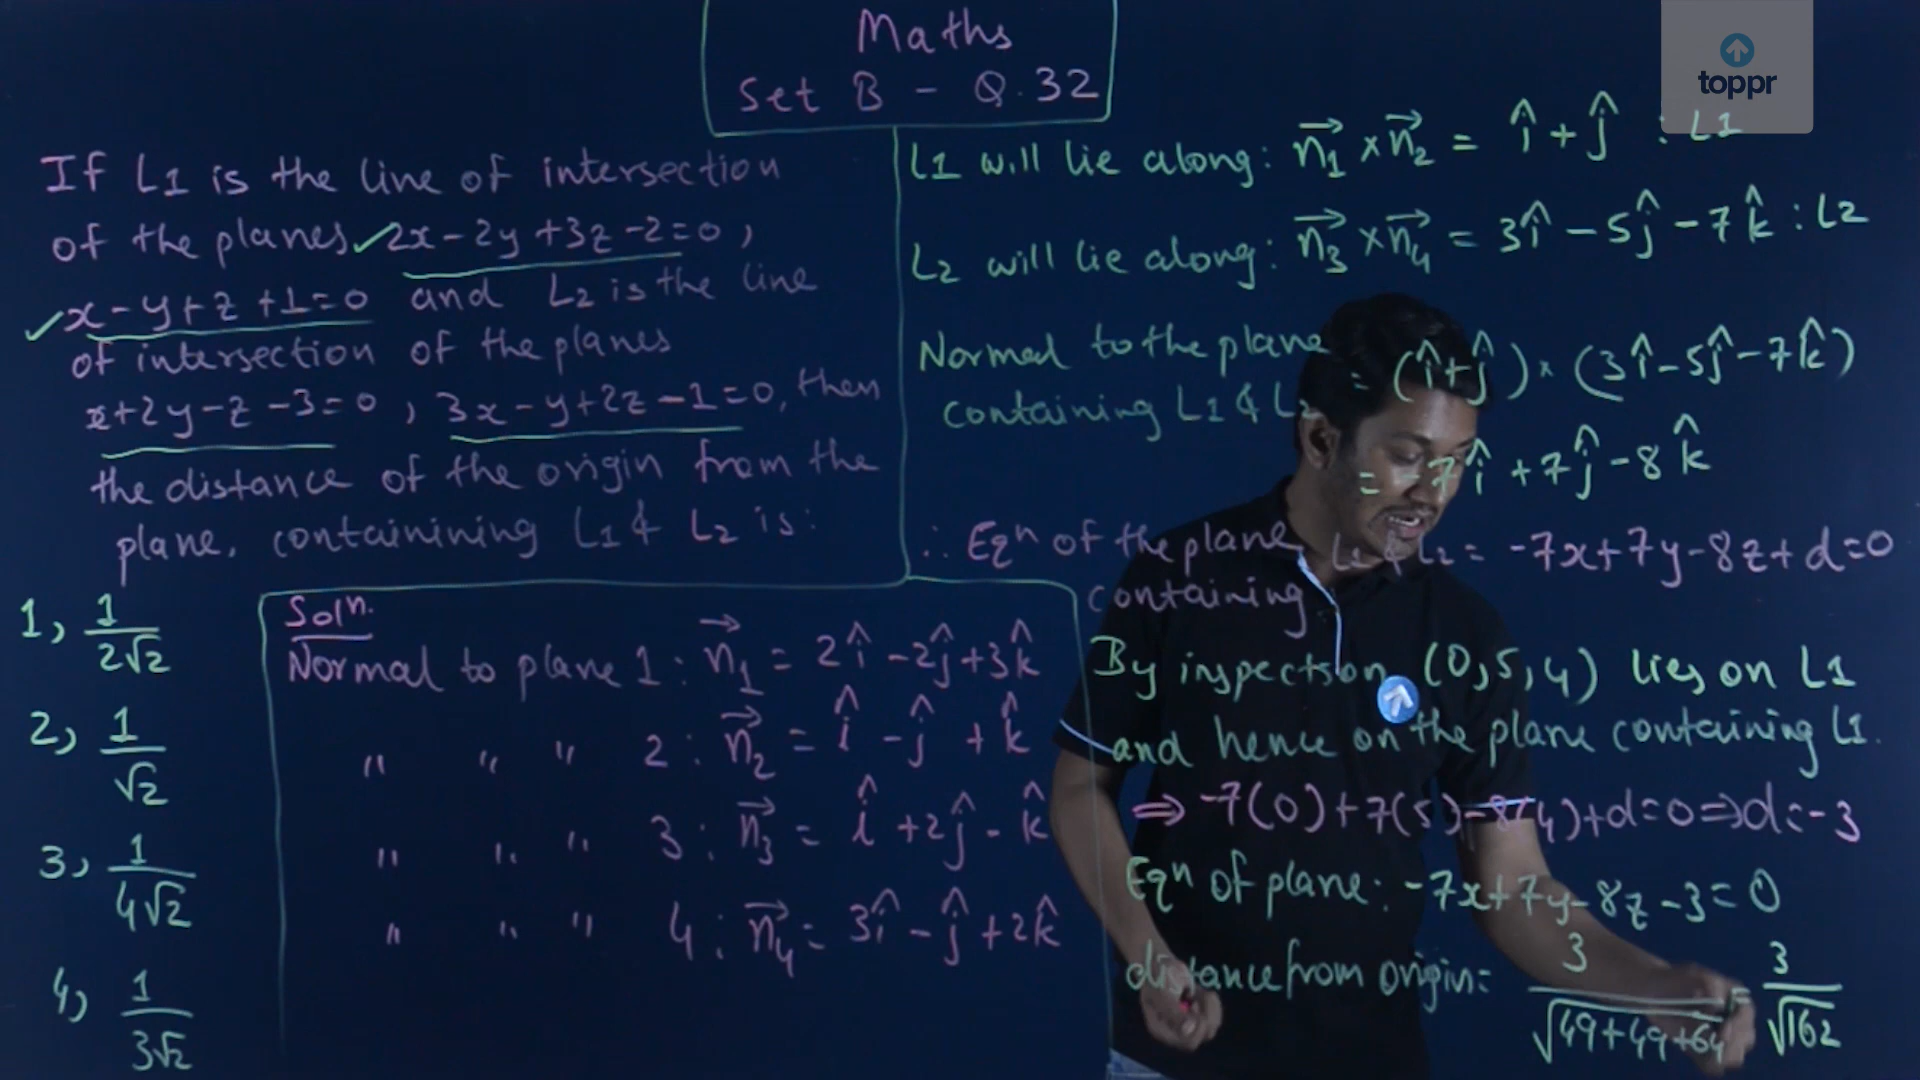 Maths
Set B - Q.32
toppr
If L1 is the line of intersection
of the planes 2x-2y+3z-2=0,
x-y+z+1=0 and L2 is the line
of intersection of the planes
x+2y-z-3=0, 3x-y+2z-1=0, then
the distance of the origin from the
plane, containining L1 & L2 is:
1) 1/2√2
2) 1/√2
3) 1/4√2
4) 1/3√2
Solⁿ.
Normal to plane 1: n₁→ = 2î-2ĵ+3k̂
" " " 2: n₂→ = î-ĵ+k̂
" " " 3: n₃→ = î+2ĵ-k̂
" " " 4: n₄→ = 3î-ĵ+2k̂
L1 will lie along: n₁→ × n₂→ = î+ĵ : L1
L2 will lie along: n₃→ × n₄→ = 3î-5ĵ-7k̂ : L2
Normal to the plane
containing L1 & L2 = (î+ĵ) × (3î-5ĵ-7k̂)
= -7î+7ĵ-8k̂
∴ Eqⁿ of the plane L1 & L2 = -7x+7y-8z+d=0
containing
By inspection (0,5,4) lies on L1
and hence on the plane containing L1.
⇒ -7(0)+7(5)-8(4)+d=0⇒d=-3
Eqⁿ of plane: -7x+7y-8z-3=0
distance from origin= 3/√49+49+64 = 3/√162